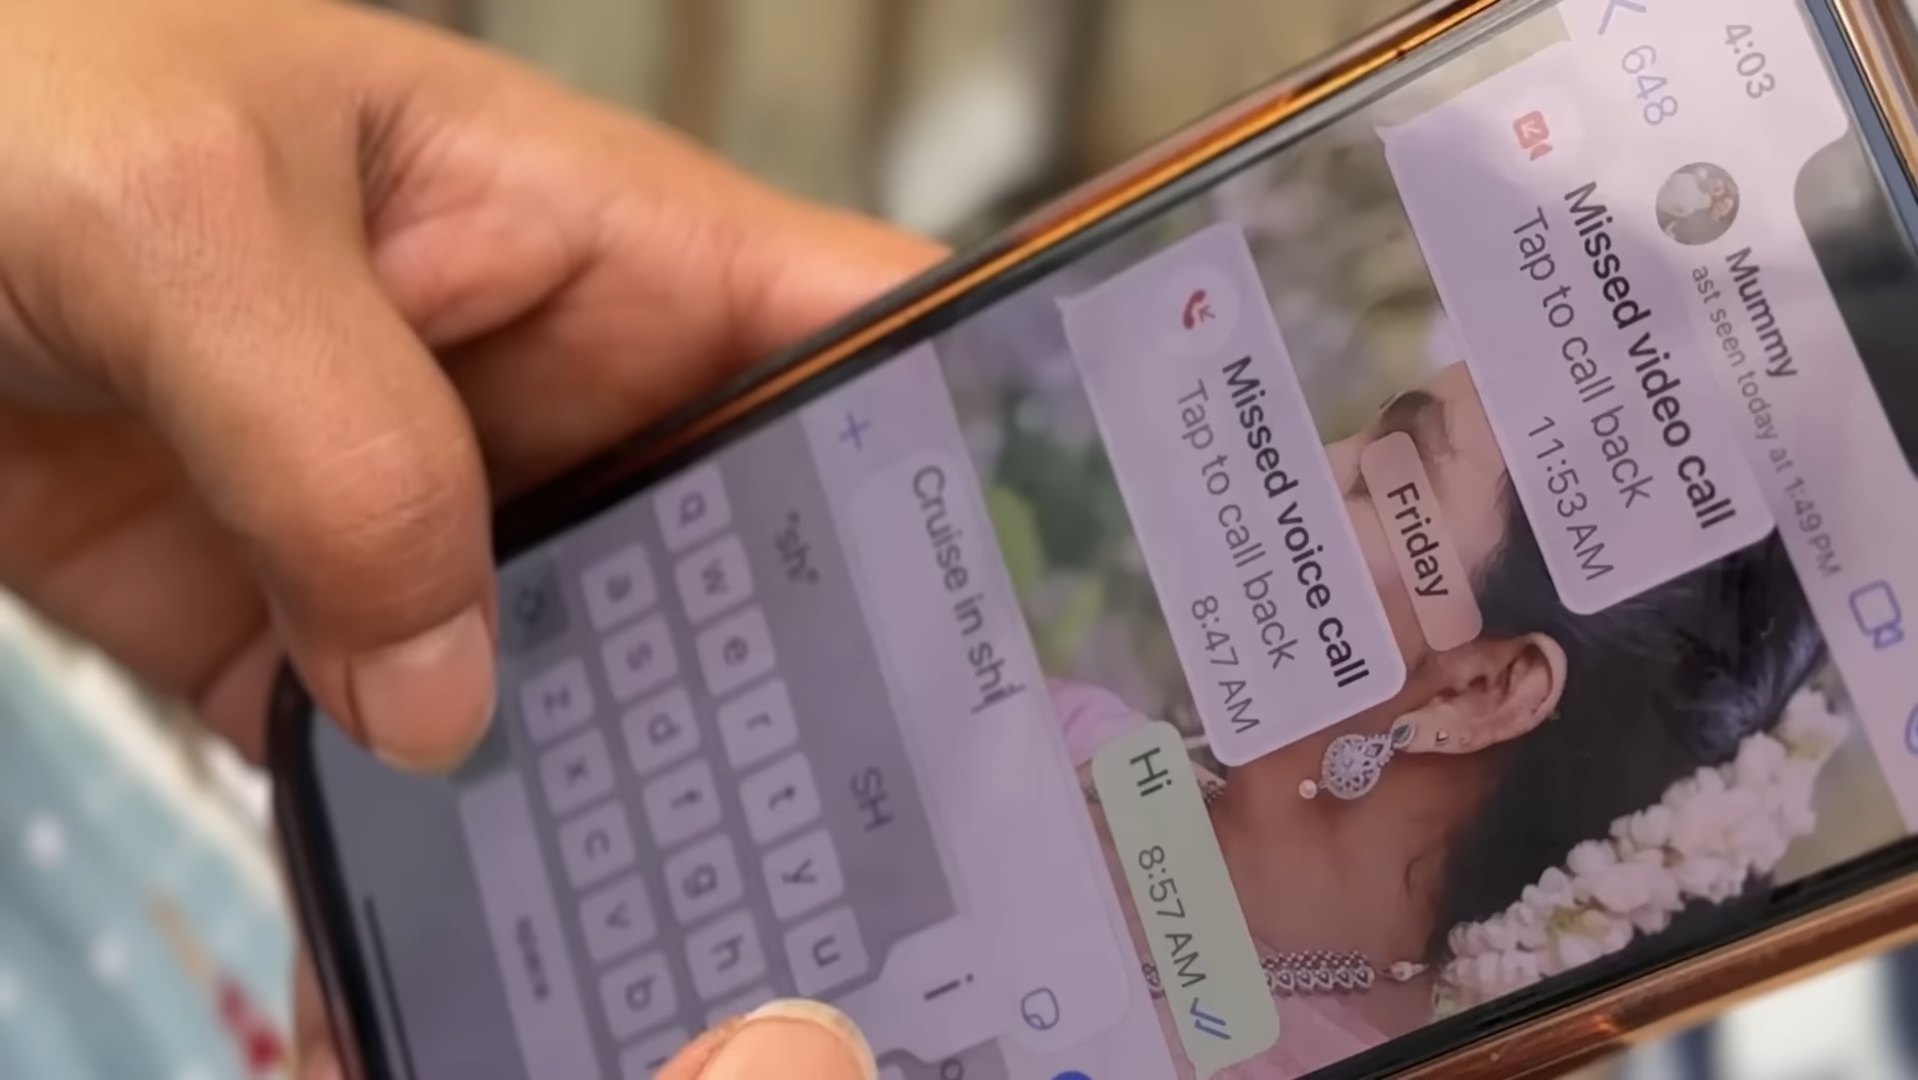 4:03
648
Mummy
ast seen today at 1:49 PM
Missed video call
Tap to call back
11:53 AM
Friday
Missed voice call
Tap to call back
8:47 AM
Hi 8:57 AM
Cruise in shi
"sh" SH
q w e r t y u i o
a s d f g h
z x c v b